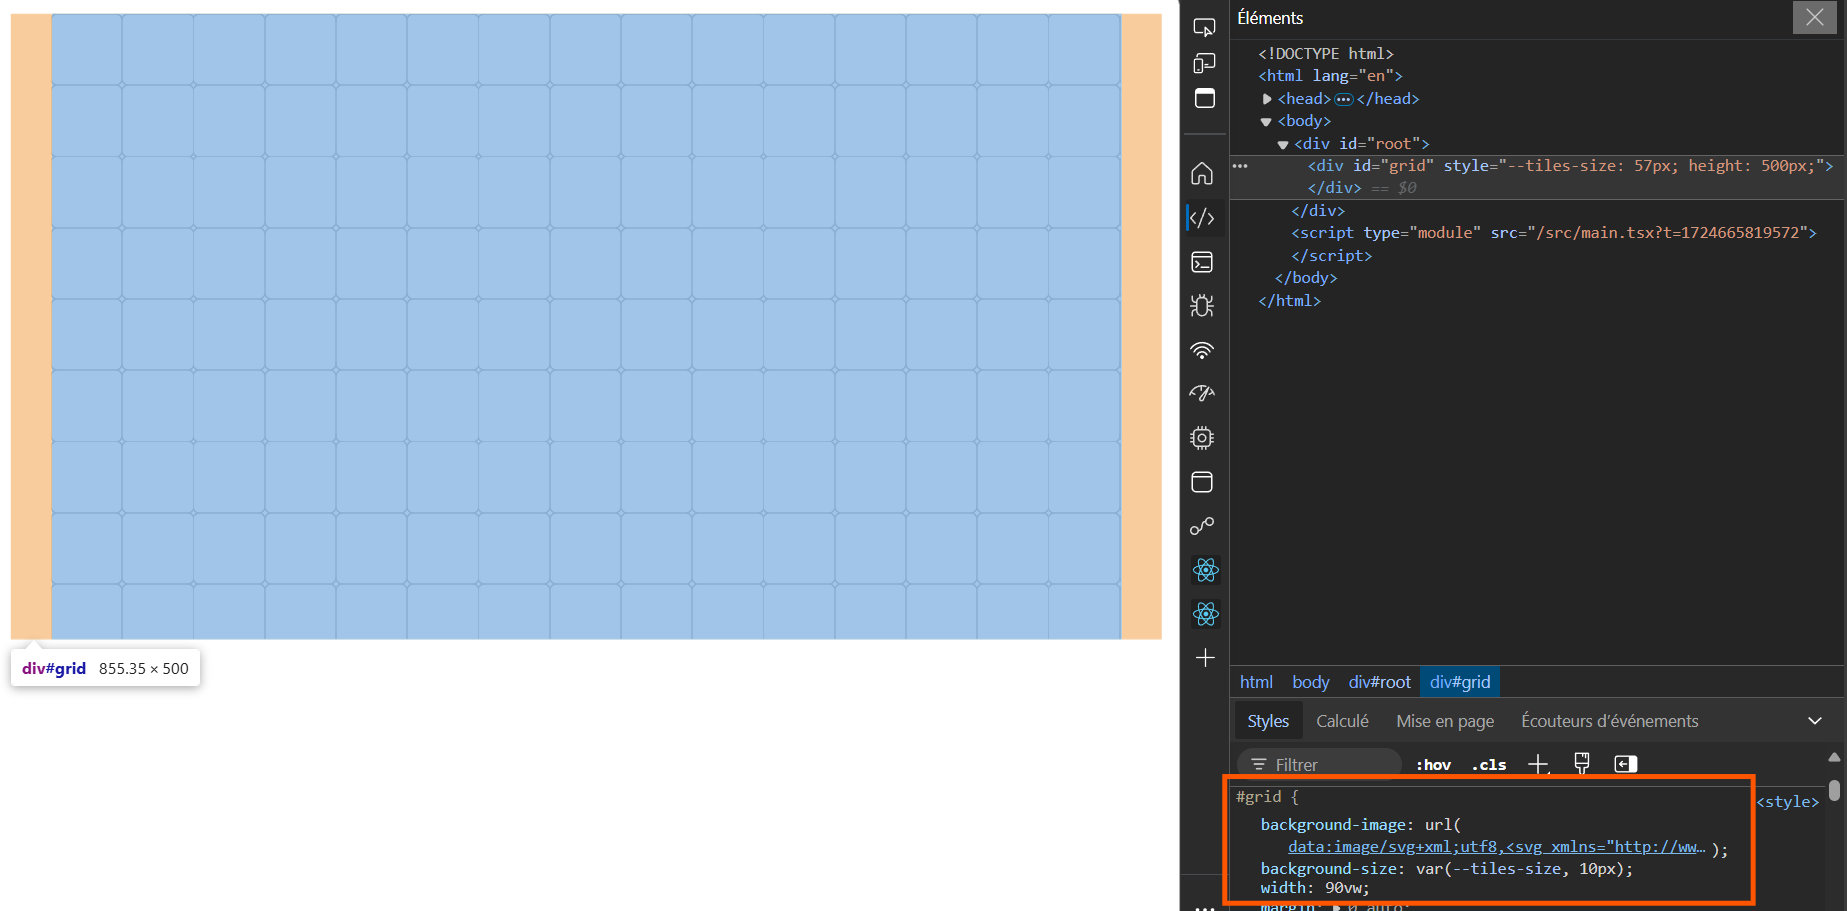 Éléments
<!DOCTYPE html>
<html lang="en">
<head>
</head>
<body>
<div id="root">
<div id="grid" style="--tiles-size: 57px; height: 500px;">
</div> == $0
</div>
<script type="module" src="/src/main.tsx?t=1724665819572">
</script>
</body>
</html>
div#grid 855.35 × 500
html body div#root div#grid
Styles Calculé Mise en page Écouteurs d'événements
Filtrer :hov .cls
#grid { <style>
background-image: url(
data:image/svg+xml;utf8,<svg xmlns="http://ww… );
background-size: var(--tiles-size, 10px);
width: 90vw;
margin: 0 auto;